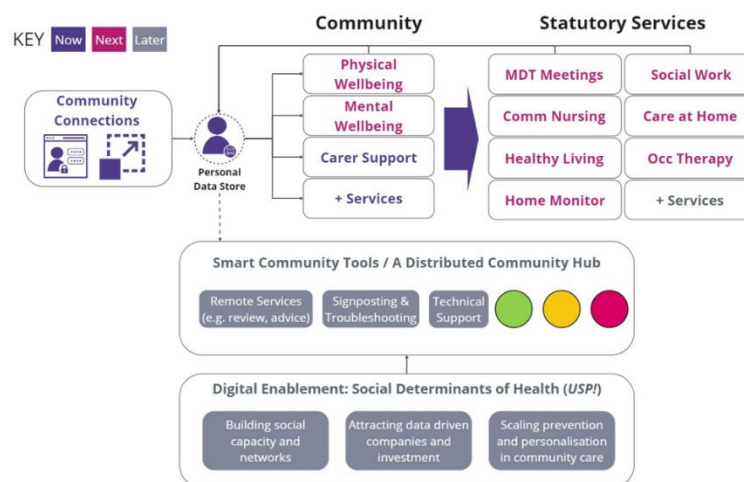 Community
Statutory Services
KEY
Now
Next
Later
Community
Connections
Personal
Data Store
Physical
Wellbeing
Mental
Wellbeing
Carer Support
+ Services
MDT Meetings
Social Work
Comm Nursing
Care at Home
Healthy Living
Occ Therapy
Home Monitor
+ Services
Smart Community Tools / A Distributed Community Hub
Remote Services
(e.g. review, advice)
Signposting &
Troubleshooting
Technical
Support
Digital Enablement: Social Determinants of Health (USP!)
Building social
capacity and
networks
Attracting data driven
companies and
investment
Scaling prevention
and personalisation
in community care